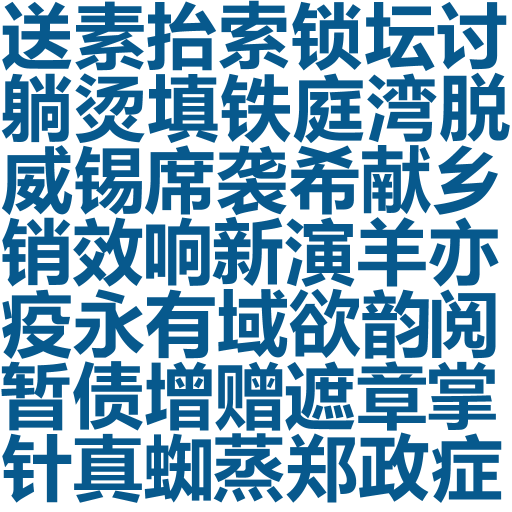 送素抬索锁坛讨
躺烫填铁庭湾脱
威锡席袭希献乡
销效响新演羊亦
疫永有域欲韵阅
暂债增赠遮章掌
针真蜘蒸郑政症